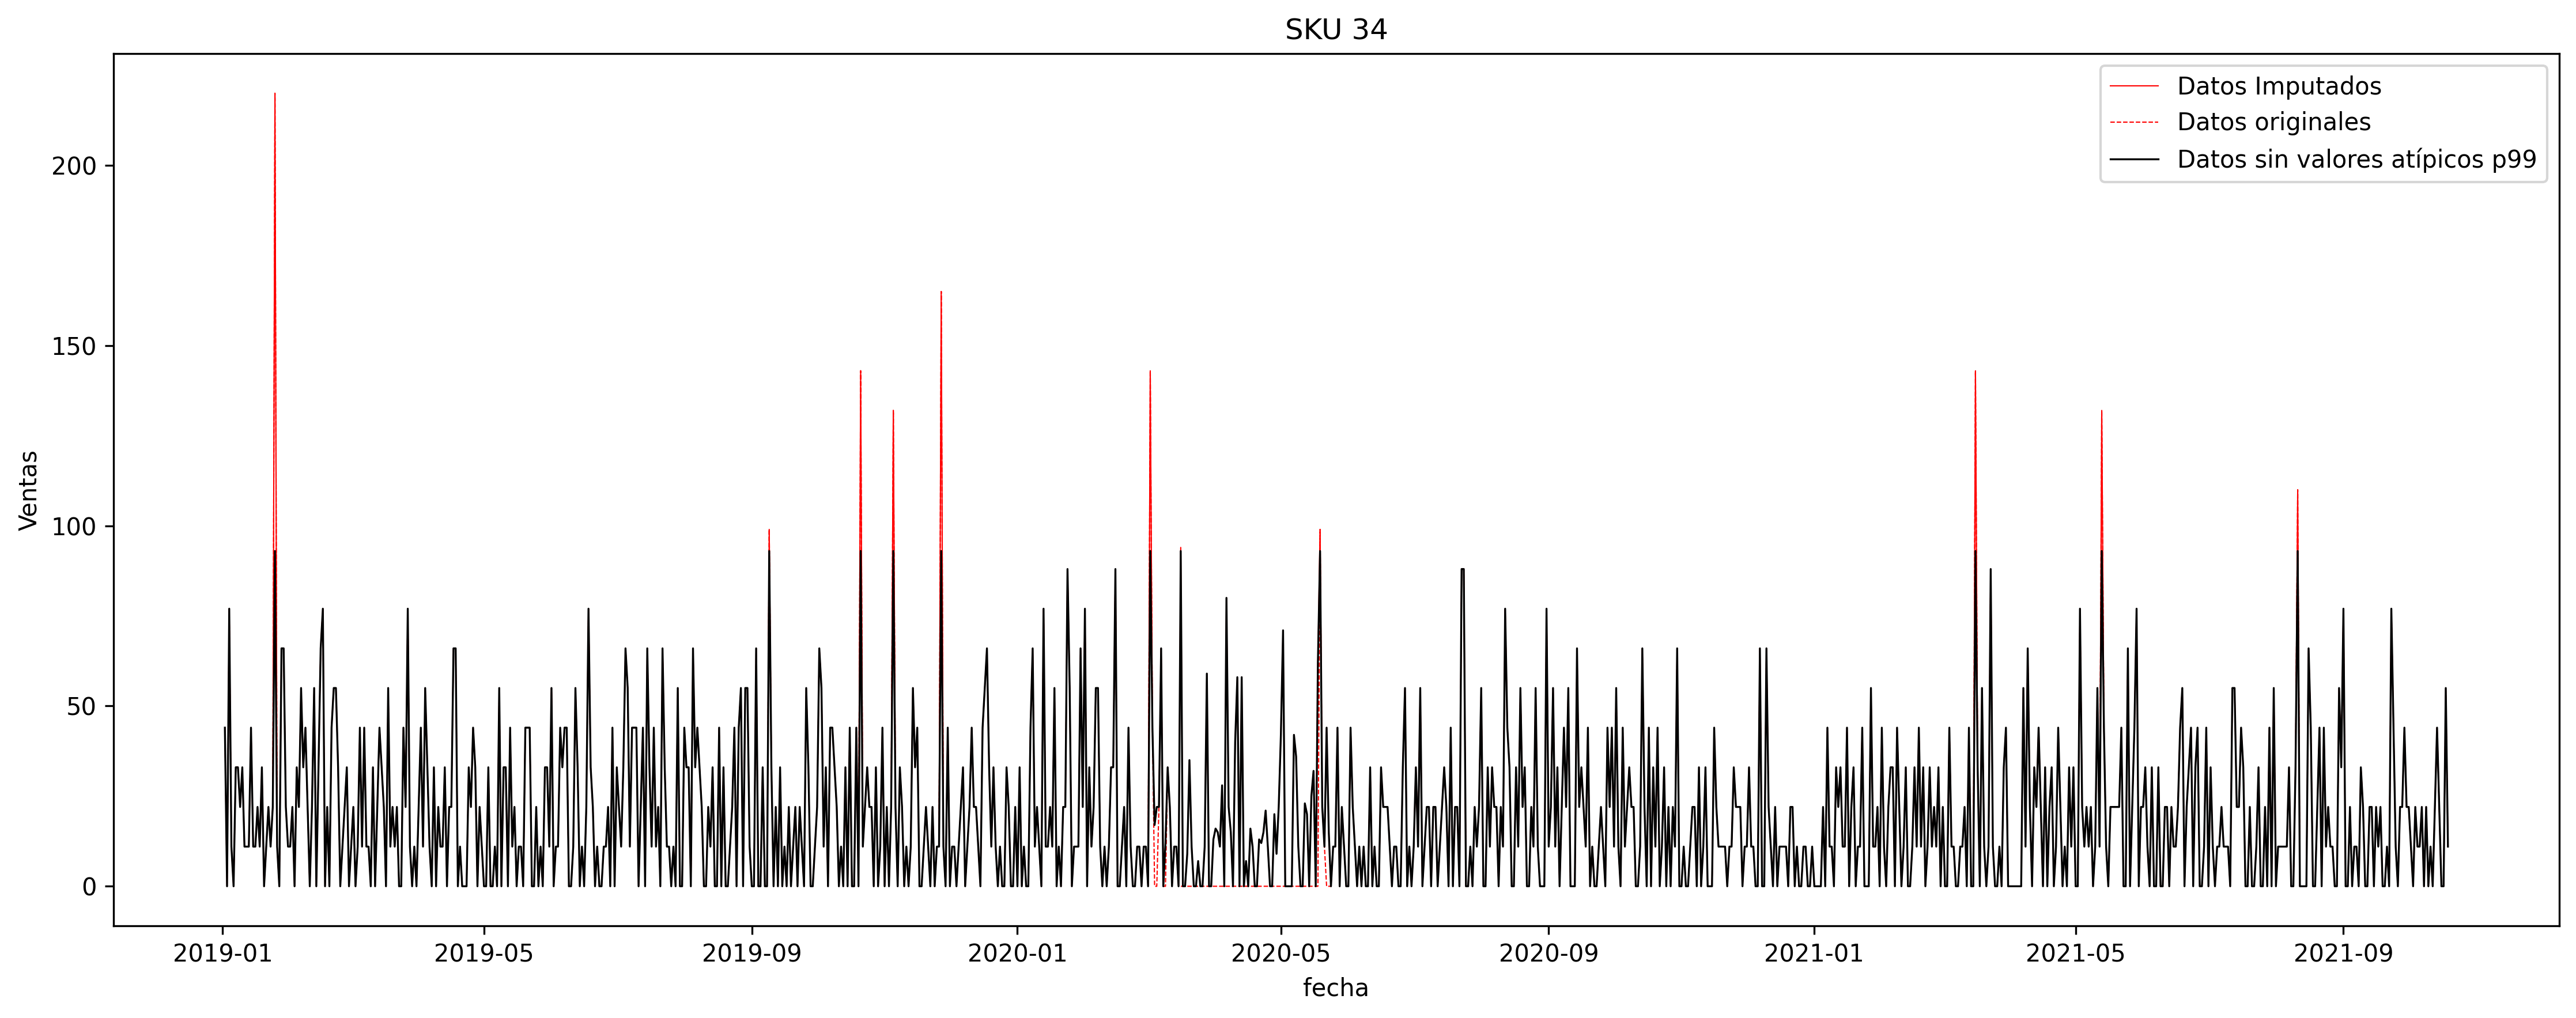 SKU 34
Datos Imputados
Datos originales
Datos sin valores atípicos p99
Ventas
200
150
100
50
0
2019-01 2019-05 2019-09 2020-01 2020-05 2020-09 2021-01 2021-05 2021-09
fecha